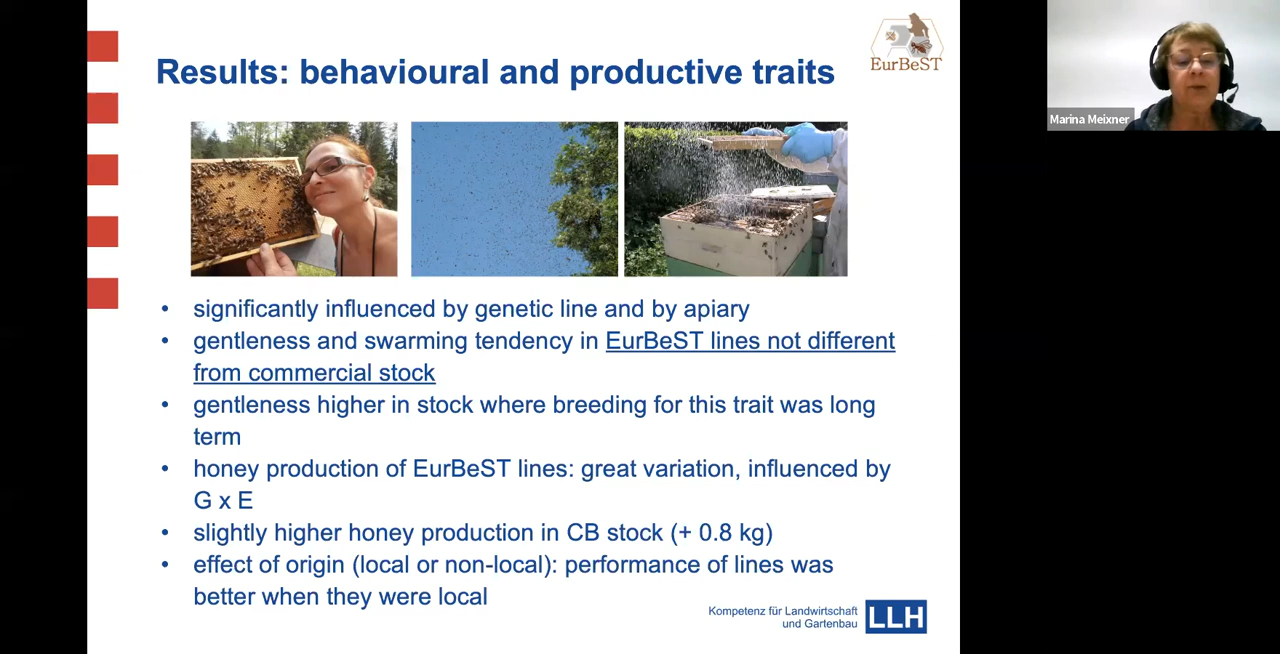 EurBeST
Results: behavioural and productive traits
Marina Meixner
• significantly influenced by genetic line and by apiary
• gentleness and swarming tendency in EurBeST lines not different
from commercial stock
• gentleness higher in stock where breeding for this trait was long
term
• honey production of EurBeST lines: great variation, influenced by
G x E
• slightly higher honey production in CB stock (+ 0.8 kg)
• effect of origin (local or non-local): performance of lines was
better when they were local
Kompetenz für Landwirtschaft
und Gartenbau
LLH